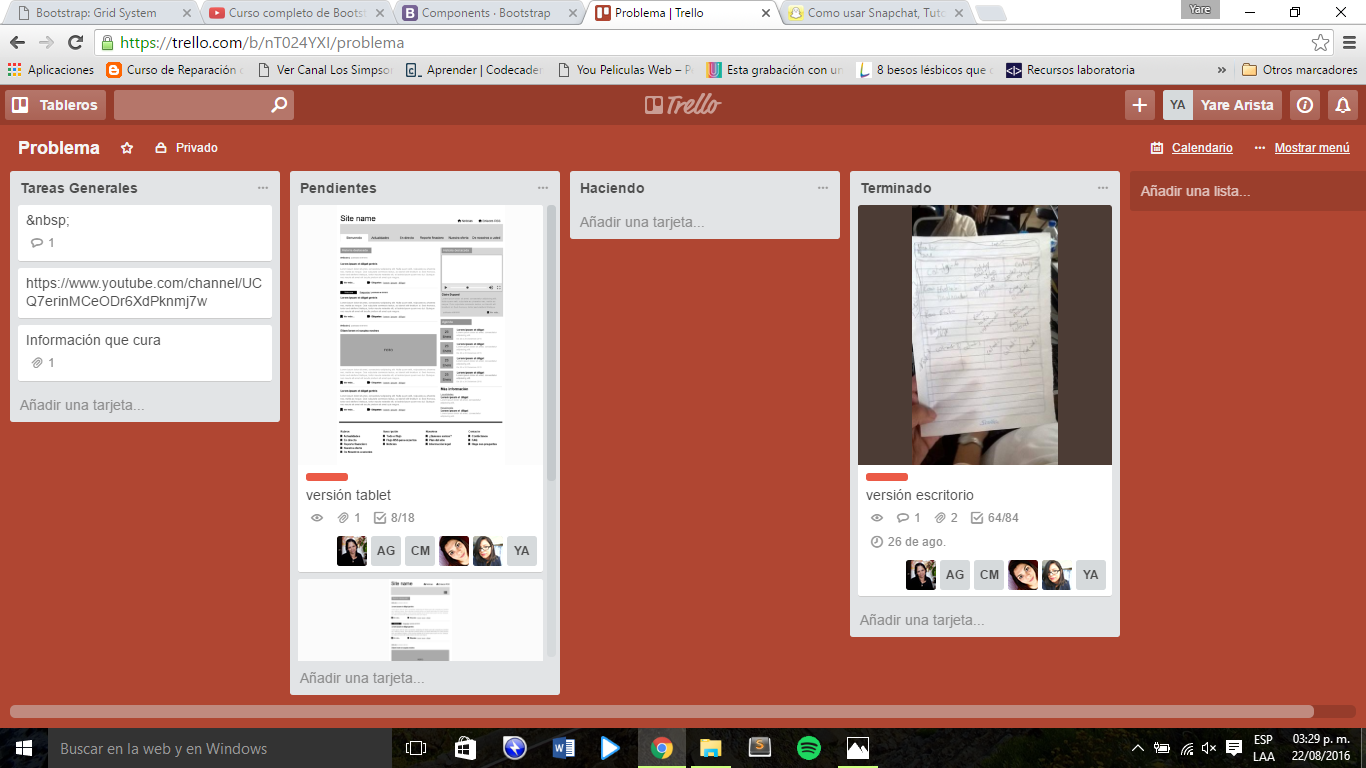 Bootstrap: Grid System
Curso completo de Bootst
Components · Bootstrap
Problema | Trello
Como usar Snapchat, Tuto
Yare
https://trello.com/b/nT024YXI/problema
Aplicaciones
Curso de Reparación
Ver Canal Los Simpso
Aprender | Codecade
You Peliculas Web – P
Esta grabación con un
8 besos lésbicos que
Recursos laboratoria
»
Otros marcadores
Tableros
Trello
YA Yare Arista
Problema
Privado
Calendario
Mostrar menú
Tareas Generales
&nbsp;
1
https://www.youtube.com/channel/UC
Q7erinMCeODr6XdPknmj7w
Información que cura
1
Añadir una tarjeta...
Pendientes
Site name
Más información
versión tablet
1 8/18
AG CM YA
Site name
Añadir una tarjeta...
Haciendo
Añadir una tarjeta...
Terminado
versión escritorio
1 2 64/84
26 de ago.
AG CM YA
Añadir una tarjeta...
Añadir una lista...
Buscar en la web y en Windows
ESP
LAA
03:29 p. m.
22/08/2016